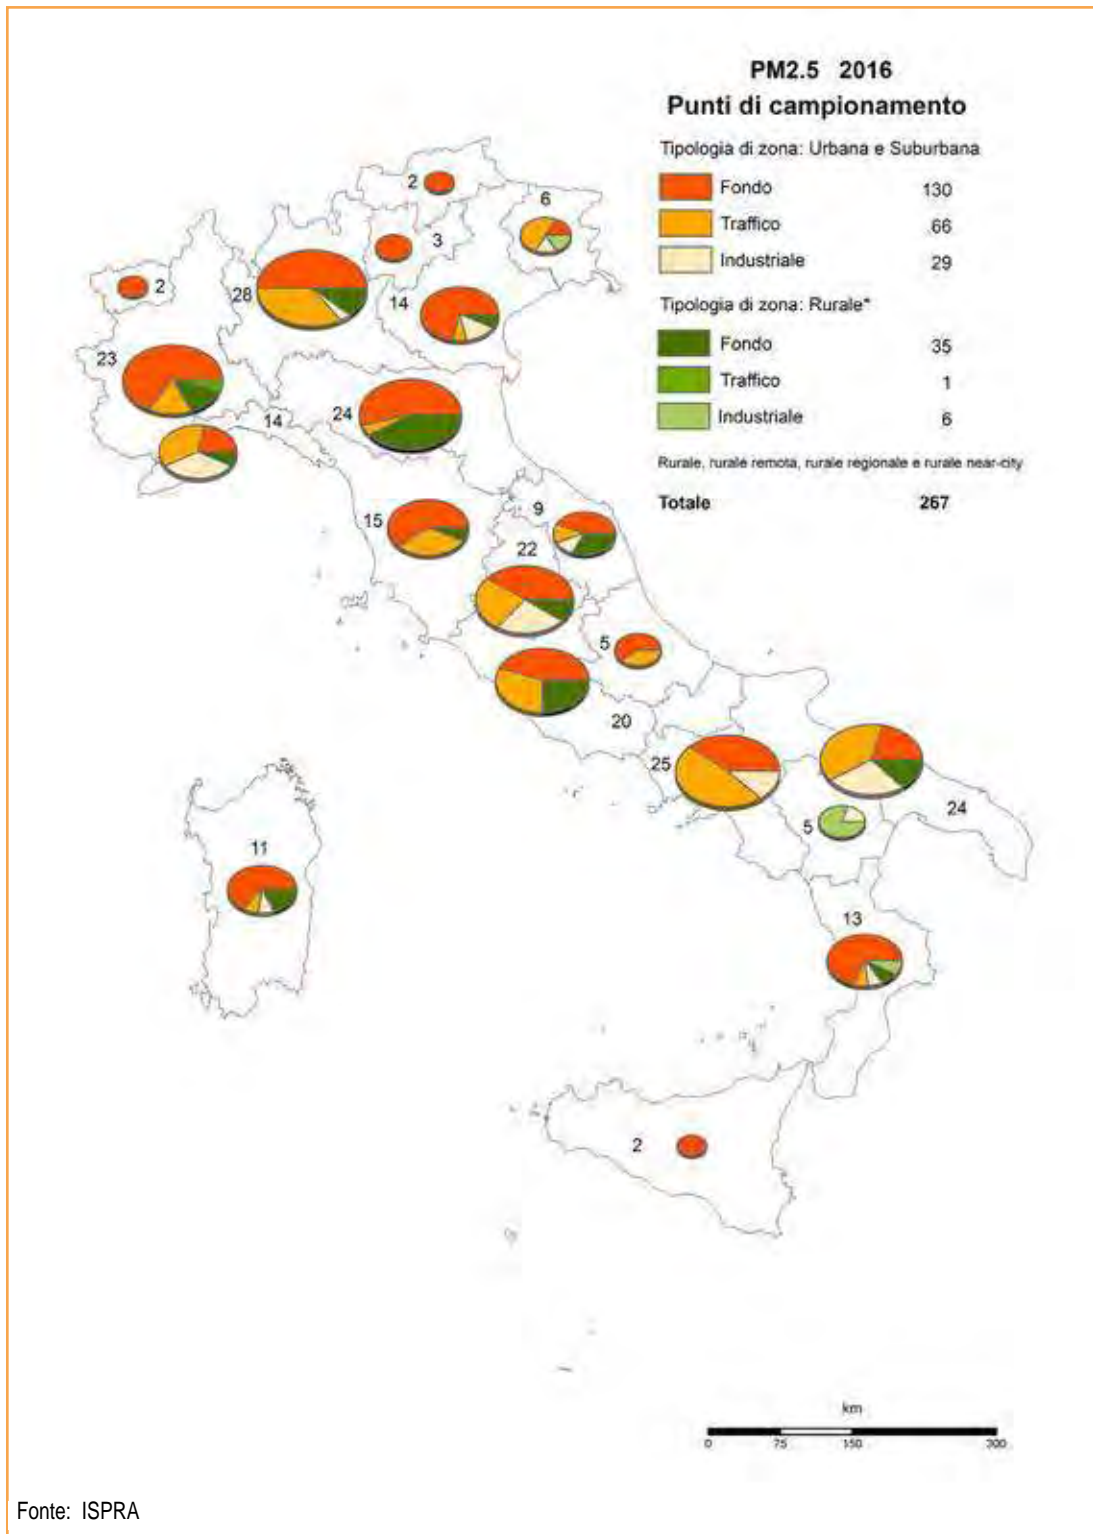 PM2.5 2016
Punti di campionamento
Tipologia di zona: Urbana e Suburbana
Fondo 130
Traffico 66
Industriale 29
Tipologia di zona: Rurale*
Fondo 35
Traffico 1
Industriale 6
Rurale, rurale remota, rurale regionale e rurale near-city
Totale 267
2
6
3
2
28
14
23
24
14
15
9
22
5
20
25
24
5
11
13
2
km
0 75 150 300
Fonte: ISPRA